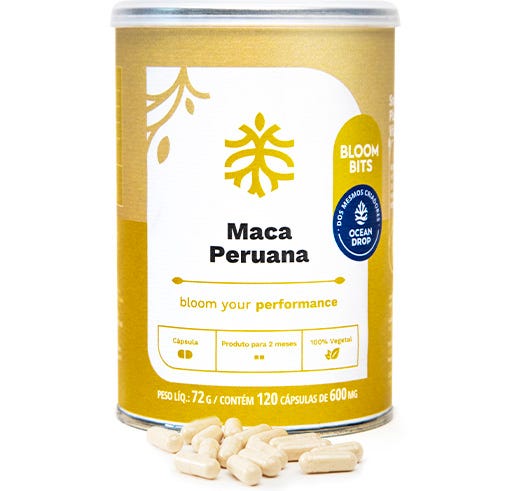 BLOOM
BITS
DOS MESMOS CRIADORES
OCEAN
DROP
Maca
Peruana
bloom your performance
Cápsula
Produto para 2 meses
100% Vegetal
PESO LÍQ.: 72 G / CONTÉM 120 CÁPSULAS DE 600 MG